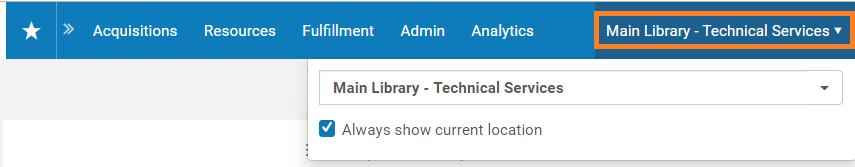 Acquisitions Resources Fulfillment Admin Analytics Main Library - Technical Services
Main Library - Technical Services
Always show current location